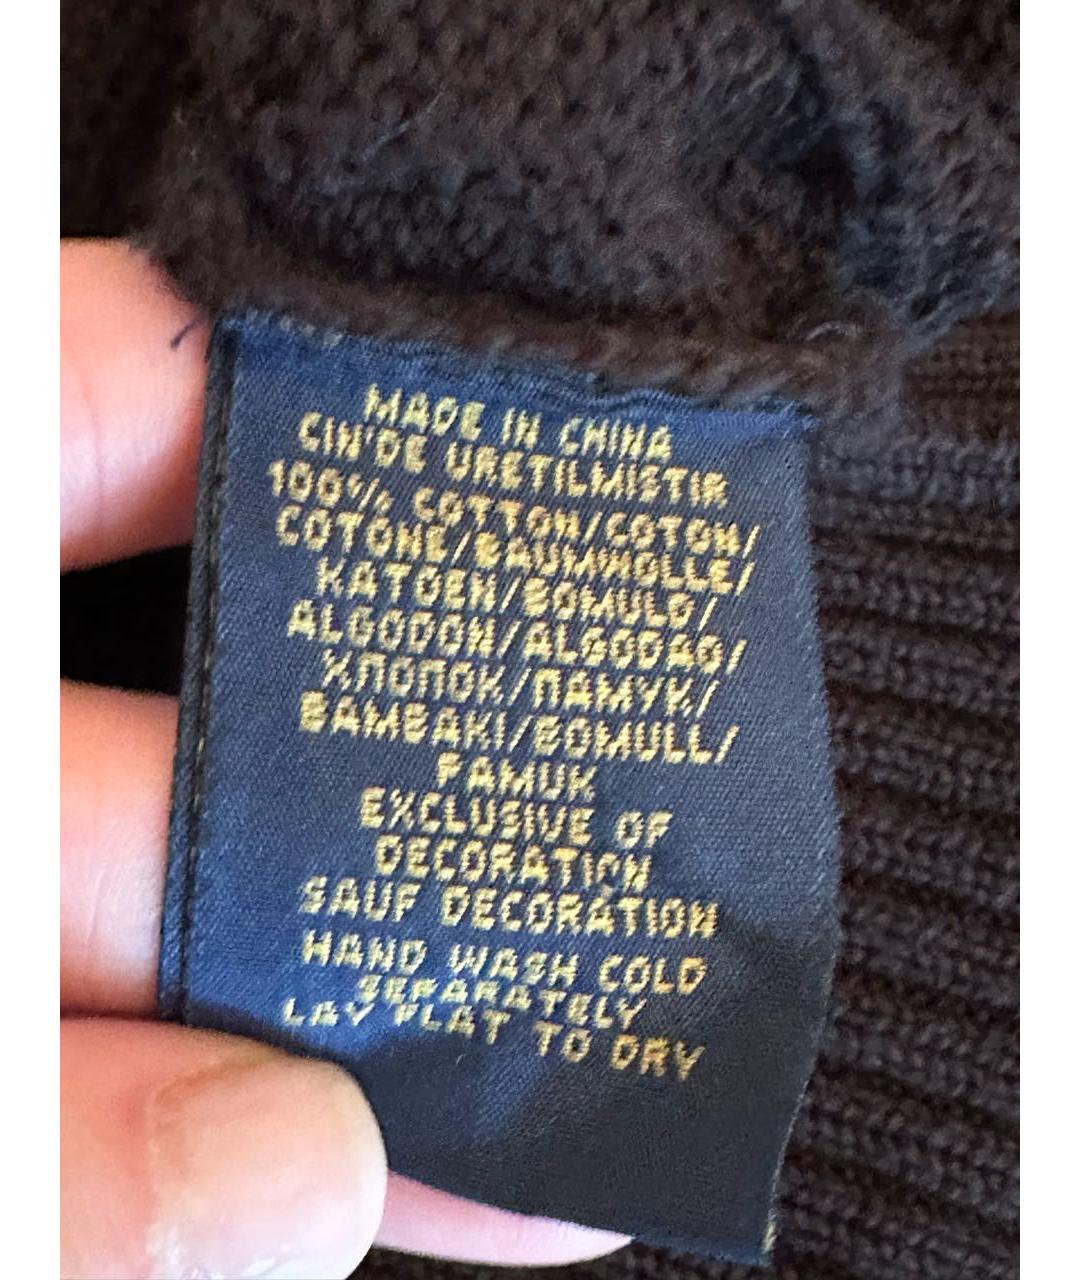 MADE IN CHINA
CIN'DE URETILMISTIR
100% COTTON/COTON/
COTONE/BAUMWOLLE/
KATOEN/BOMULD/
ALGODON/ALGODAO/
ХЛОПОК/ПАМУК/
BAMBAKI/BOMULL/
PAMUK
EXCLUSIVE OF
DECORATION
SAUF DECORATION
HAND WASH COLD
SEPARATELY
LAY FLAT TO DRY